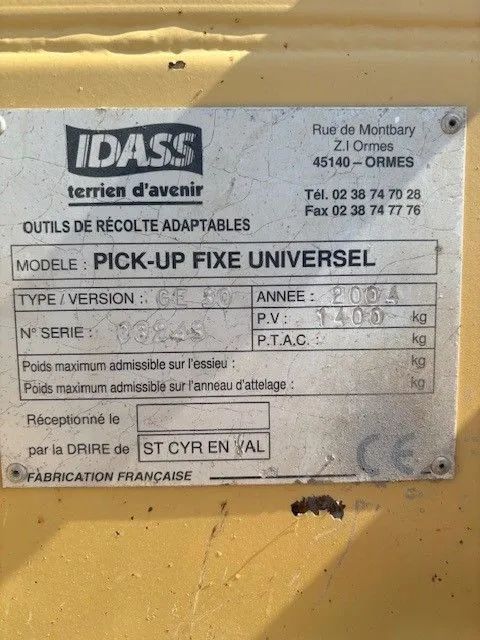 IDASS
terrien d'avenir
Rue de Montbary
Z.I Ormes
45140 – ORMES
Tél. 02 38 74 70 28
Fax 02 38 74 77 76
OUTILS DE RÉCOLTE ADAPTABLES
MODELE : PICK-UP FIXE UNIVERSEL
TYPE / VERSION : GE 50
ANNEE : 2004
P.V : 1400 kg
N° SERIE :
P.T.A.C. : kg
Poids maximum admissible sur l'essieu : kg
Poids maximum admissible sur l'anneau d'attelage : kg
Réceptionné le
par la DRIRE de ST CYR EN VAL
CE
FABRICATION FRANÇAISE